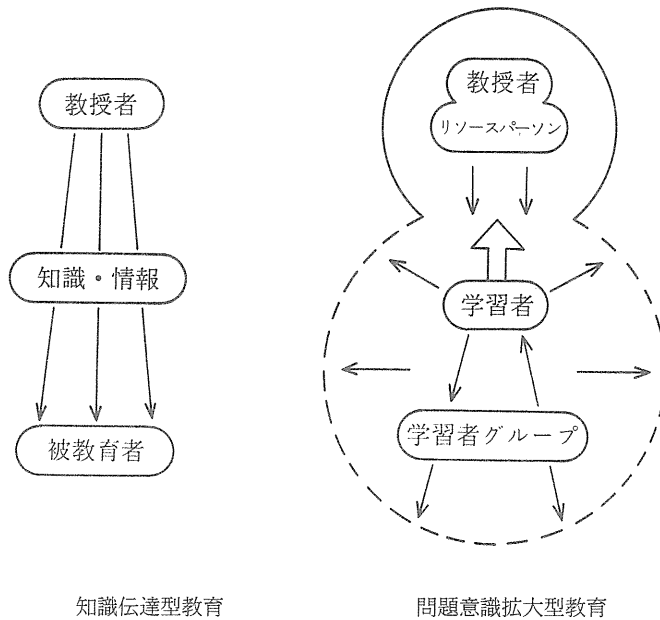 教授者
知識・情報
被教育者
知識伝達型教育
教授者
リソースパーソン
学習者
学習者グループ
問題意識拡大型教育